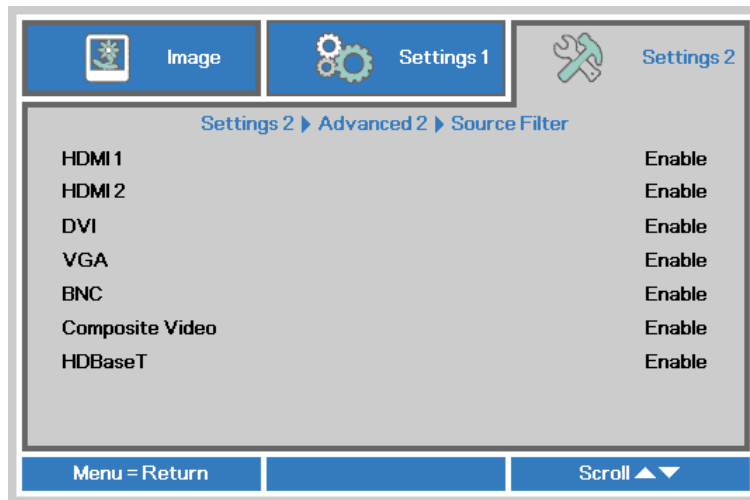 Image
Settings 1
Settings 2
Settings 2 ▶ Advanced 2 ▶ Source Filter
HDMI 1 Enable
HDMI 2 Enable
DVI Enable
VGA Enable
BNC Enable
Composite Video Enable
HDBaseT Enable
Menu = Return
Scroll ▲▼